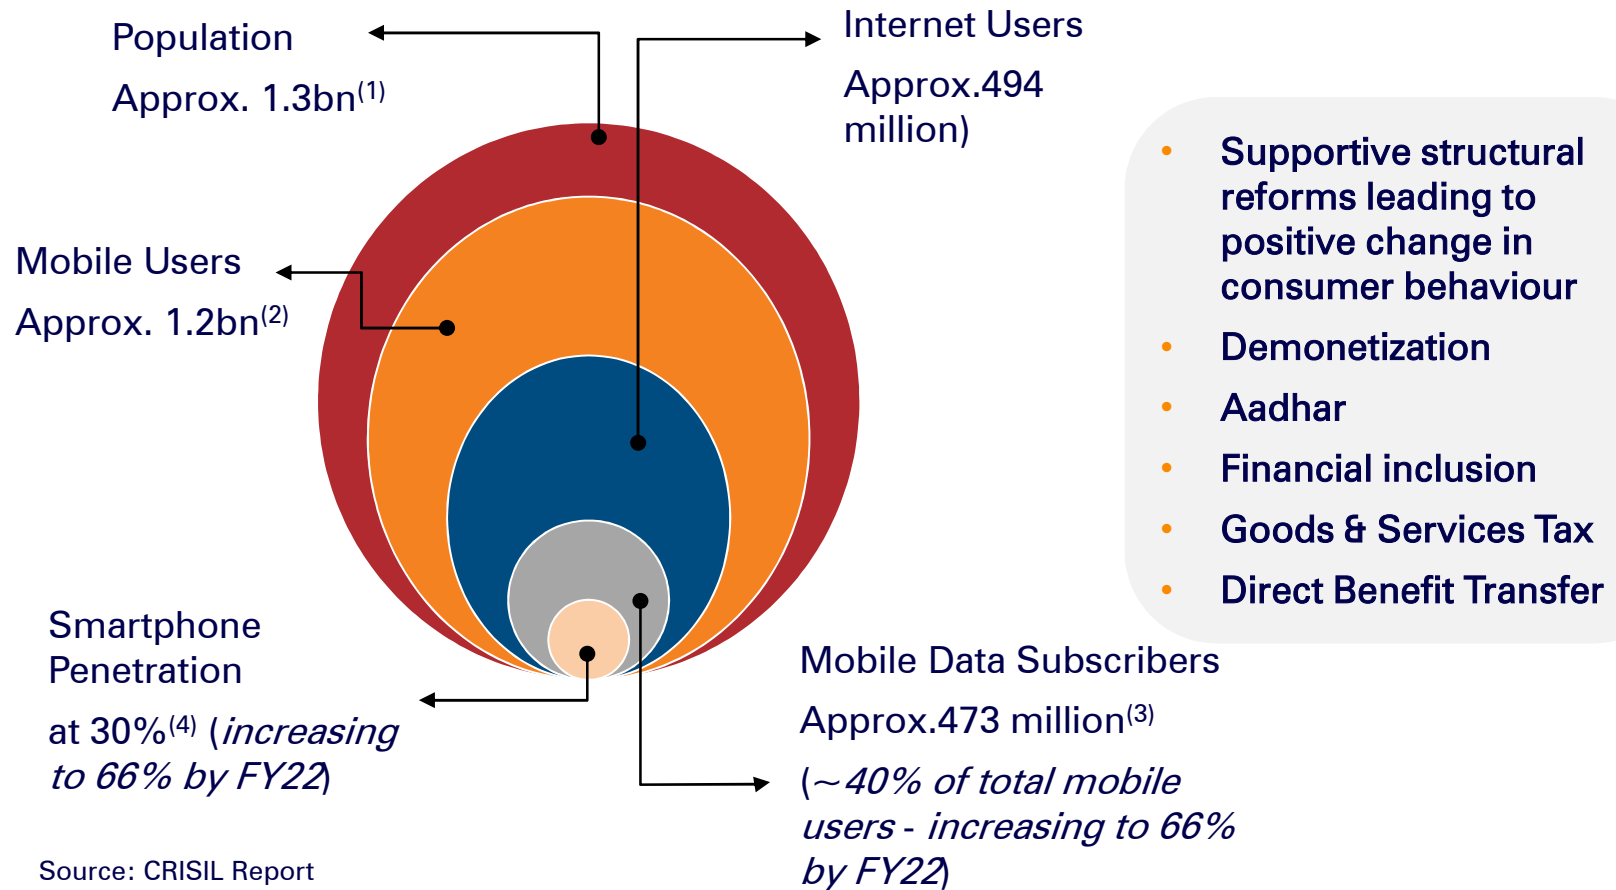 Population
Approx. 1.3bn(1)
Internet Users
Approx.494
million)
Mobile Users
Approx. 1.2bn(2)
Smartphone
Penetration
at 30%(4) (increasing
to 66% by FY22)
Mobile Data Subscribers
Approx.473 million(3)
(~40% of total mobile
users - increasing to 66%
by FY22)
• Supportive structural
reforms leading to
positive change in
consumer behaviour
• Demonetization
• Aadhar
• Financial inclusion
• Goods & Services Tax
• Direct Benefit Transfer
Source: CRISIL Report